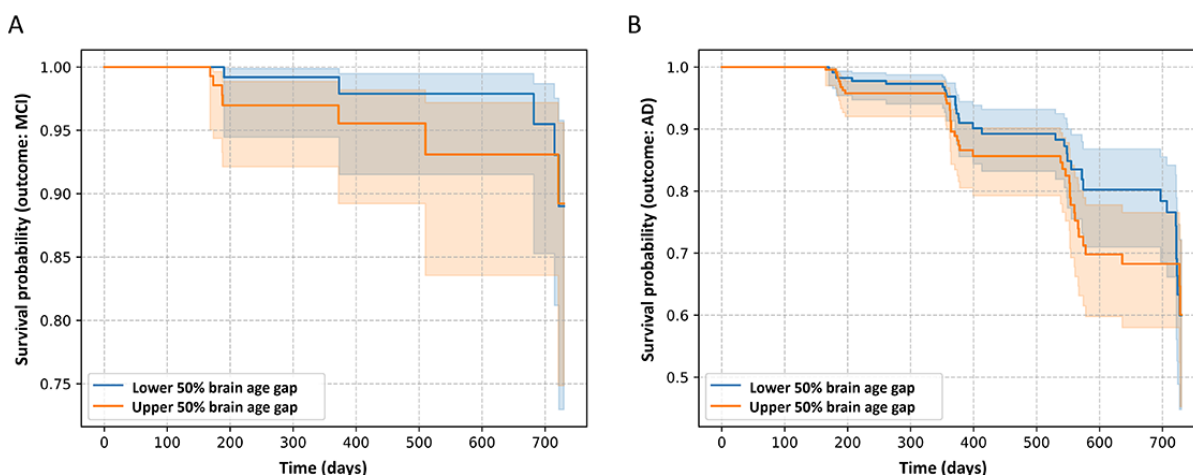 A
Survival probability (outcome: MCI)
1.00
0.95
0.90
0.85
0.80
0.75
Lower 50% brain age gap
Upper 50% brain age gap
0 100 200 300 400 500 600 700
Time (days)
B
Survival probability (outcome: AD)
1.0
0.9
0.8
0.7
0.6
0.5
Lower 50% brain age gap
Upper 50% brain age gap
0 100 200 300 400 500 600 700
Time (days)